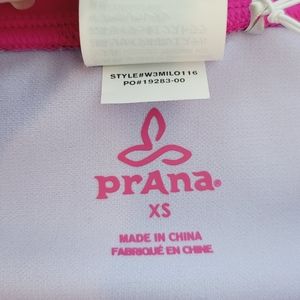 STYLE#W3MILO116
PO#19283-00
prAna®
XS
MADE IN CHINA
FABRIQUÉ EN CHINE